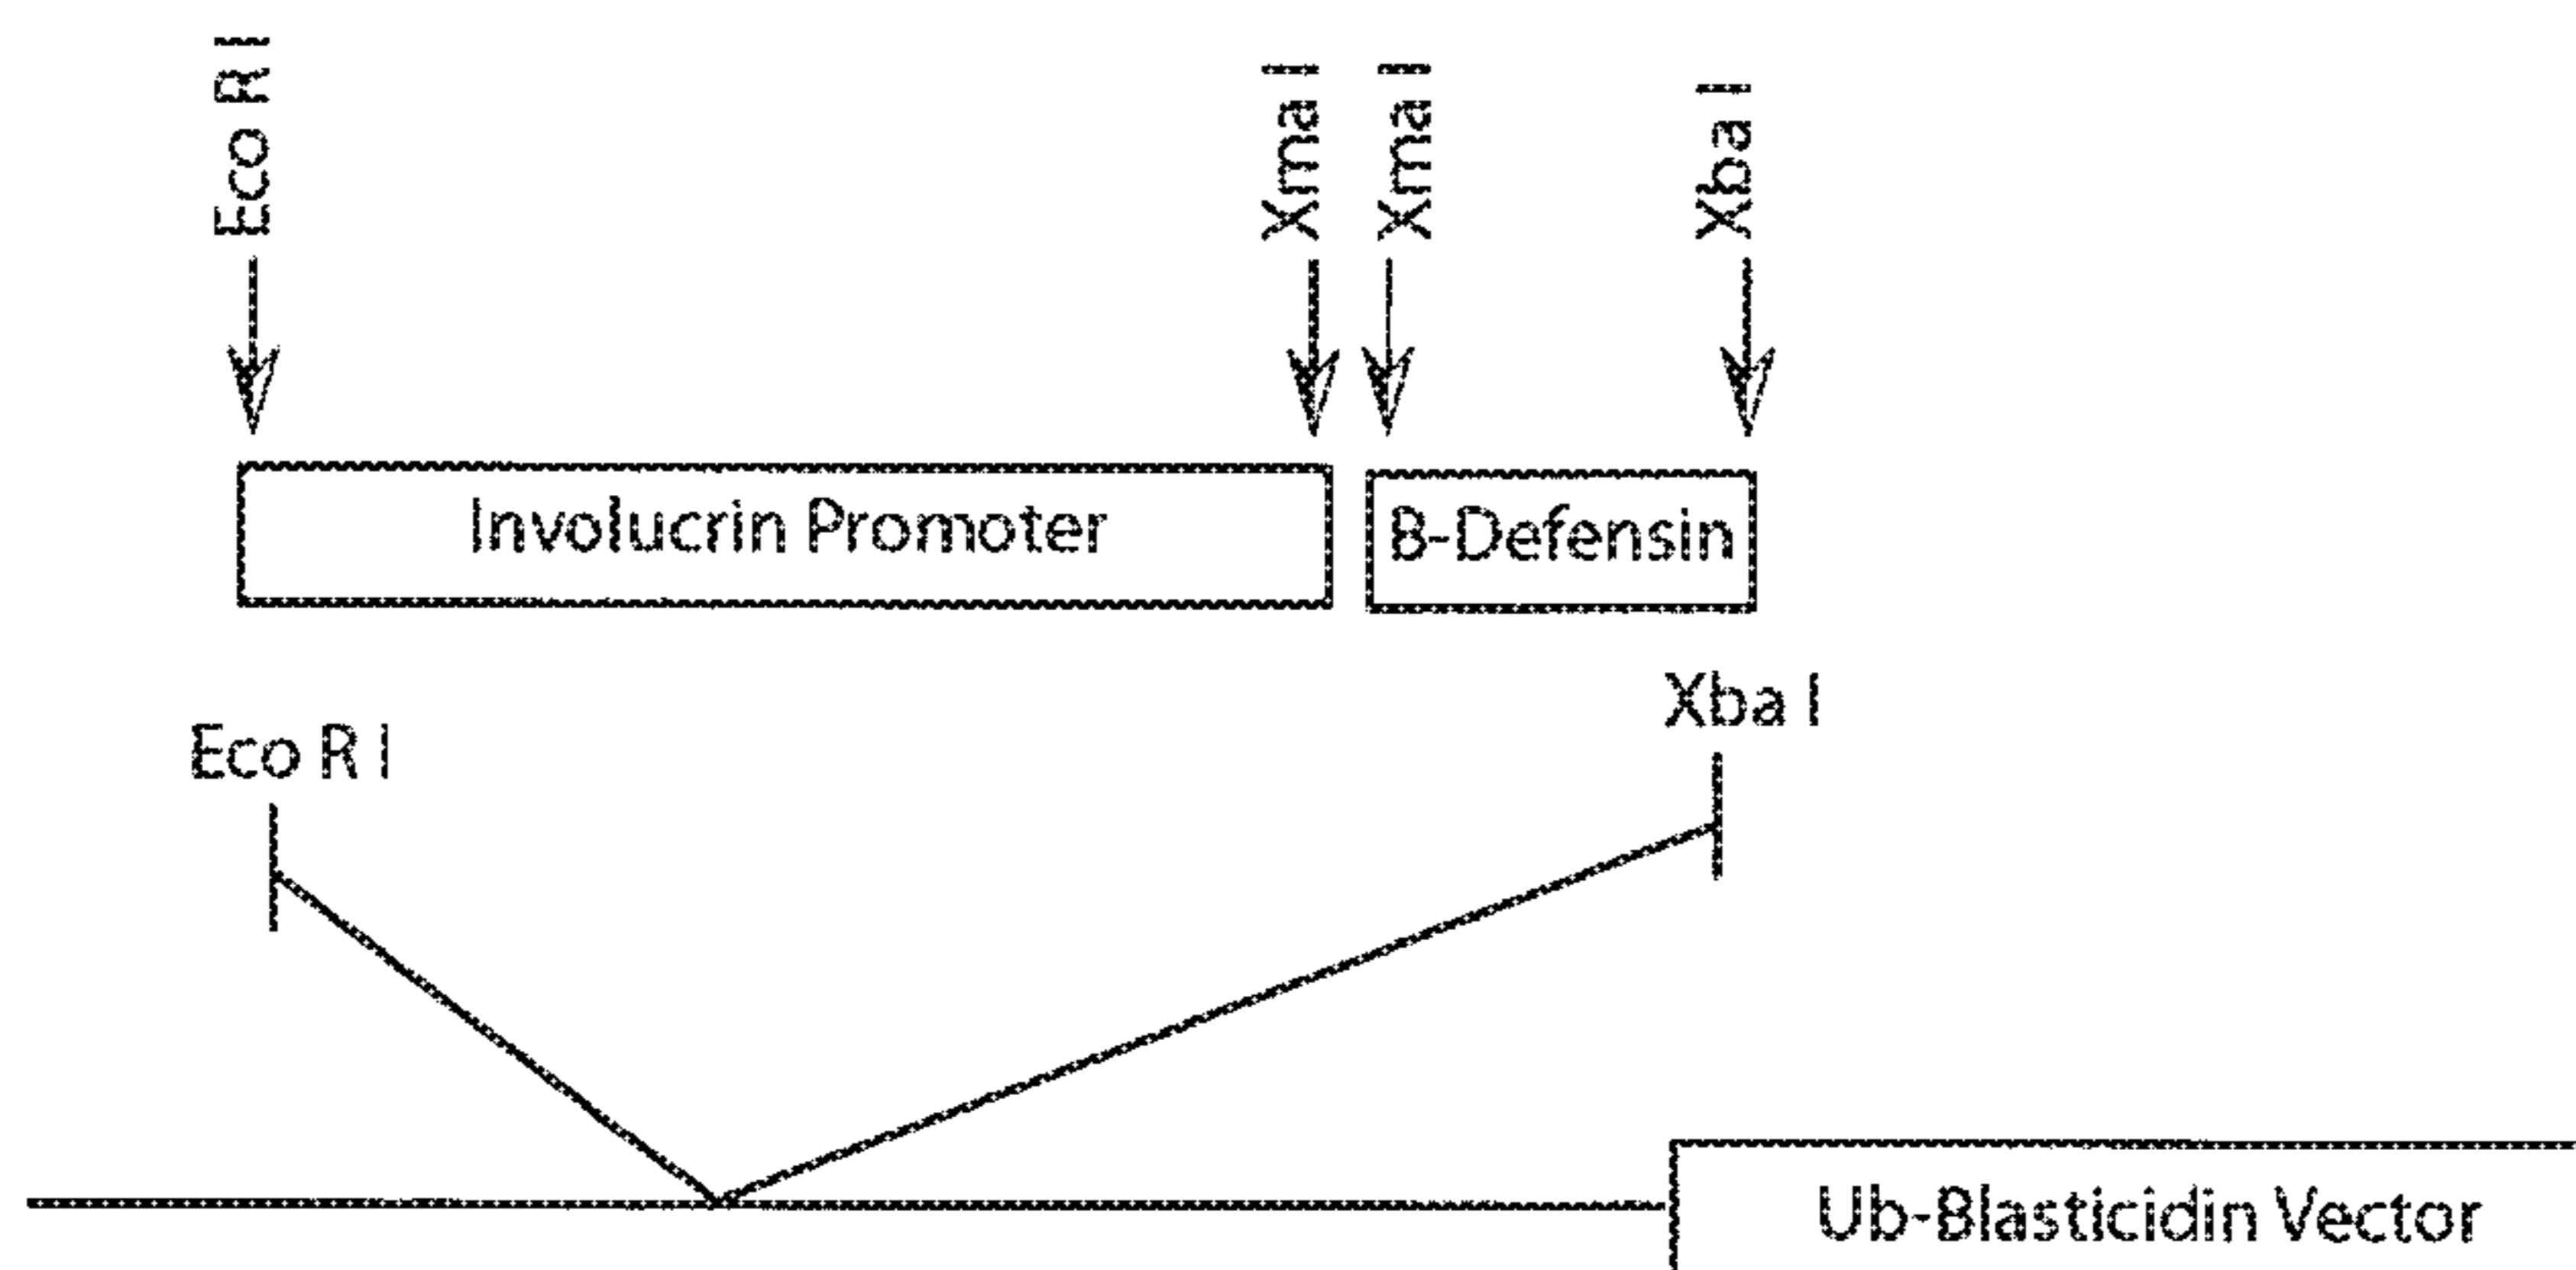 Eco R I
Xma I
Xma I
Xba I
Involucrin Promoter
B-Defensin
Xba I
Eco R I
Ub-Blasticidin Vector